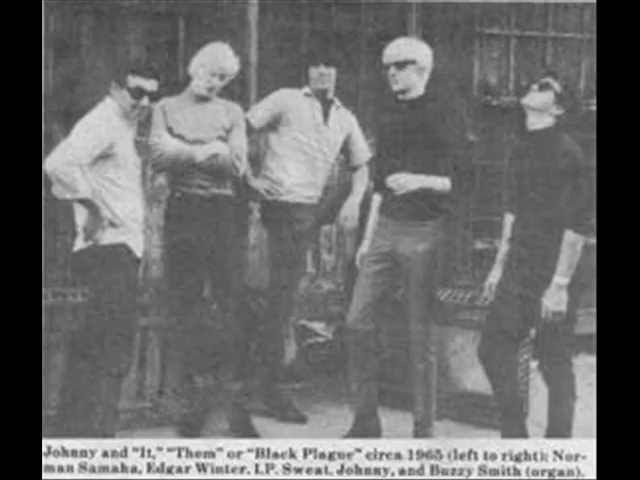 Johnny and "It," "Them" or "Black Plague" circa 1965 (left to right): Nor-
man Samaha, Edgar Winter, I.P. Sweat, Johnny, and Buzzy Smith (organ).